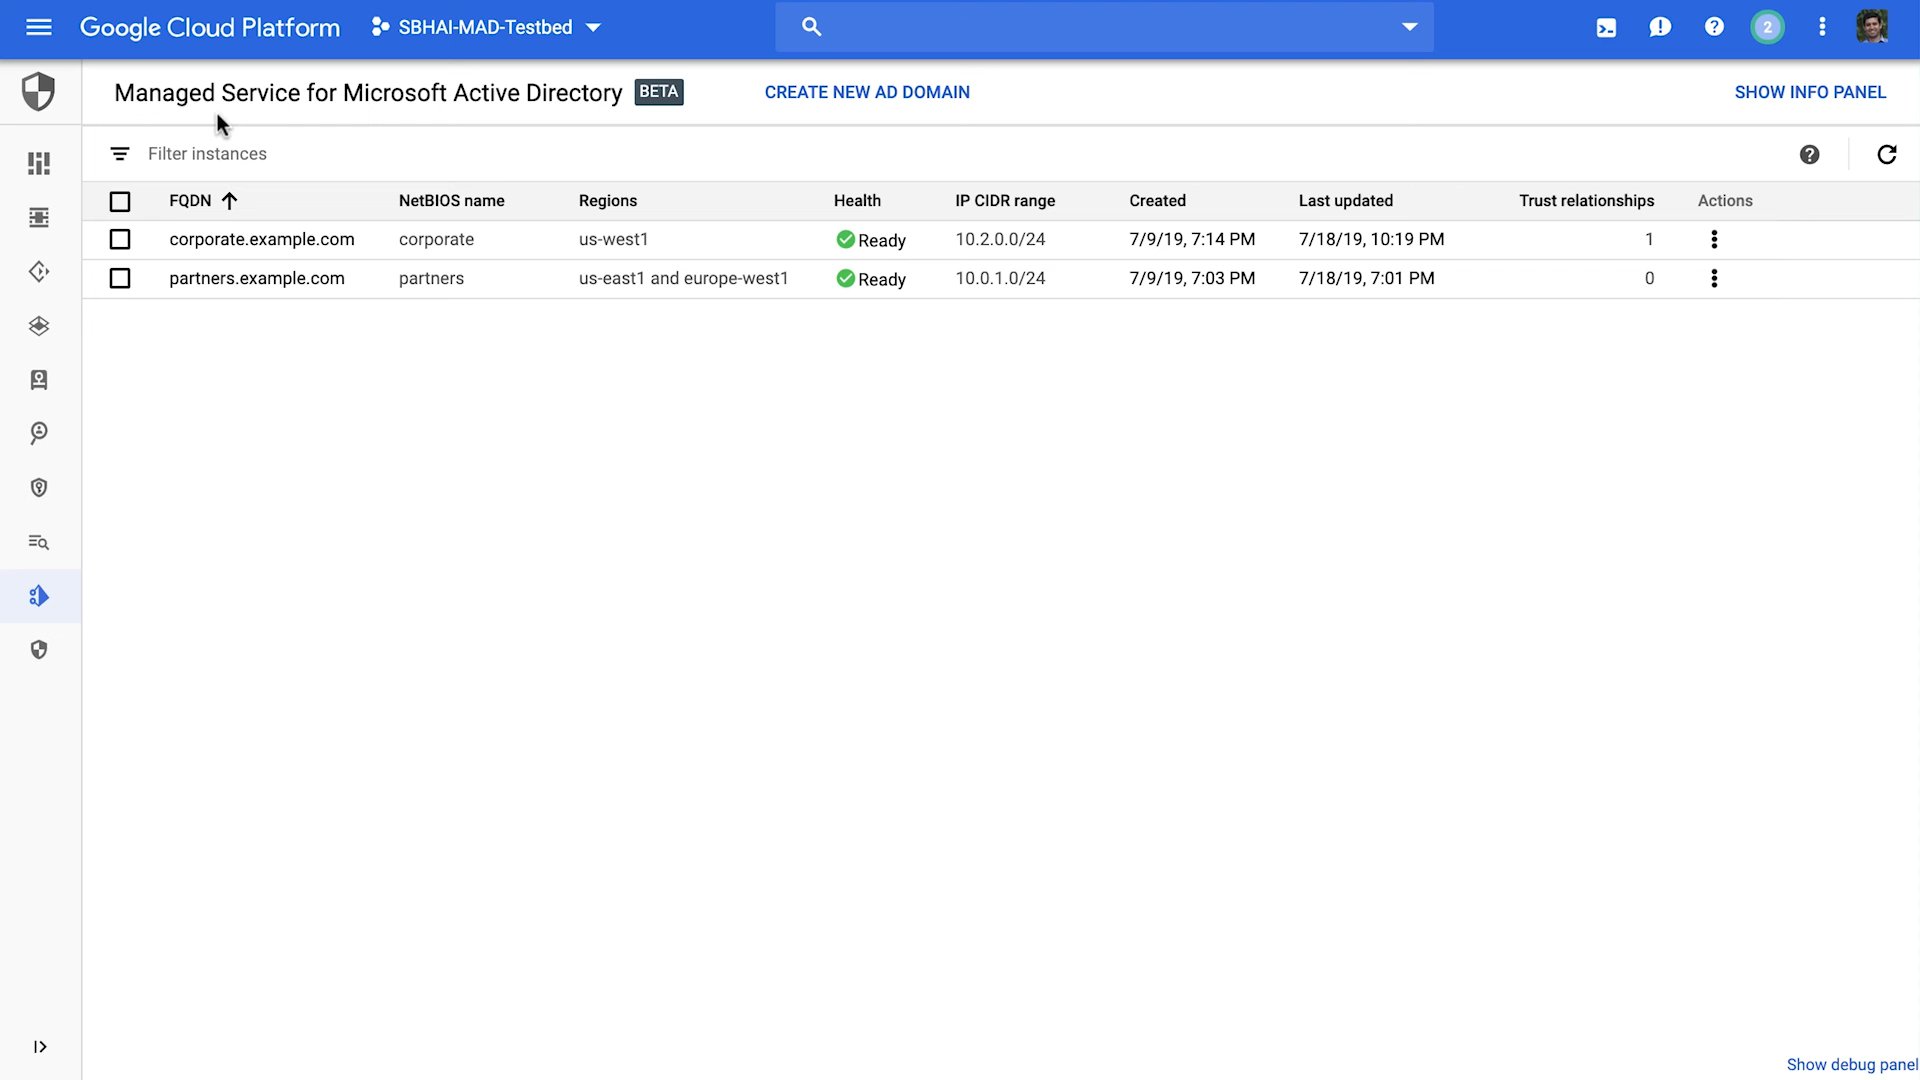 Google Cloud Platform SBHAI-MAD-Testbed 2
Managed Service for Microsoft Active Directory BETA CREATE NEW AD DOMAIN SHOW INFO PANEL
Filter instances
FQDN NetBIOS name Regions Health IP CIDR range Created Last updated Trust relationships Actions
corporate.example.com corporate us-west1 Ready 10.2.0.0/24 7/9/19, 7:14 PM 7/18/19, 10:19 PM 1
partners.example.com partners us-east1 and europe-west1 Ready 10.0.1.0/24 7/9/19, 7:03 PM 7/18/19, 7:01 PM 0
Show debug panel